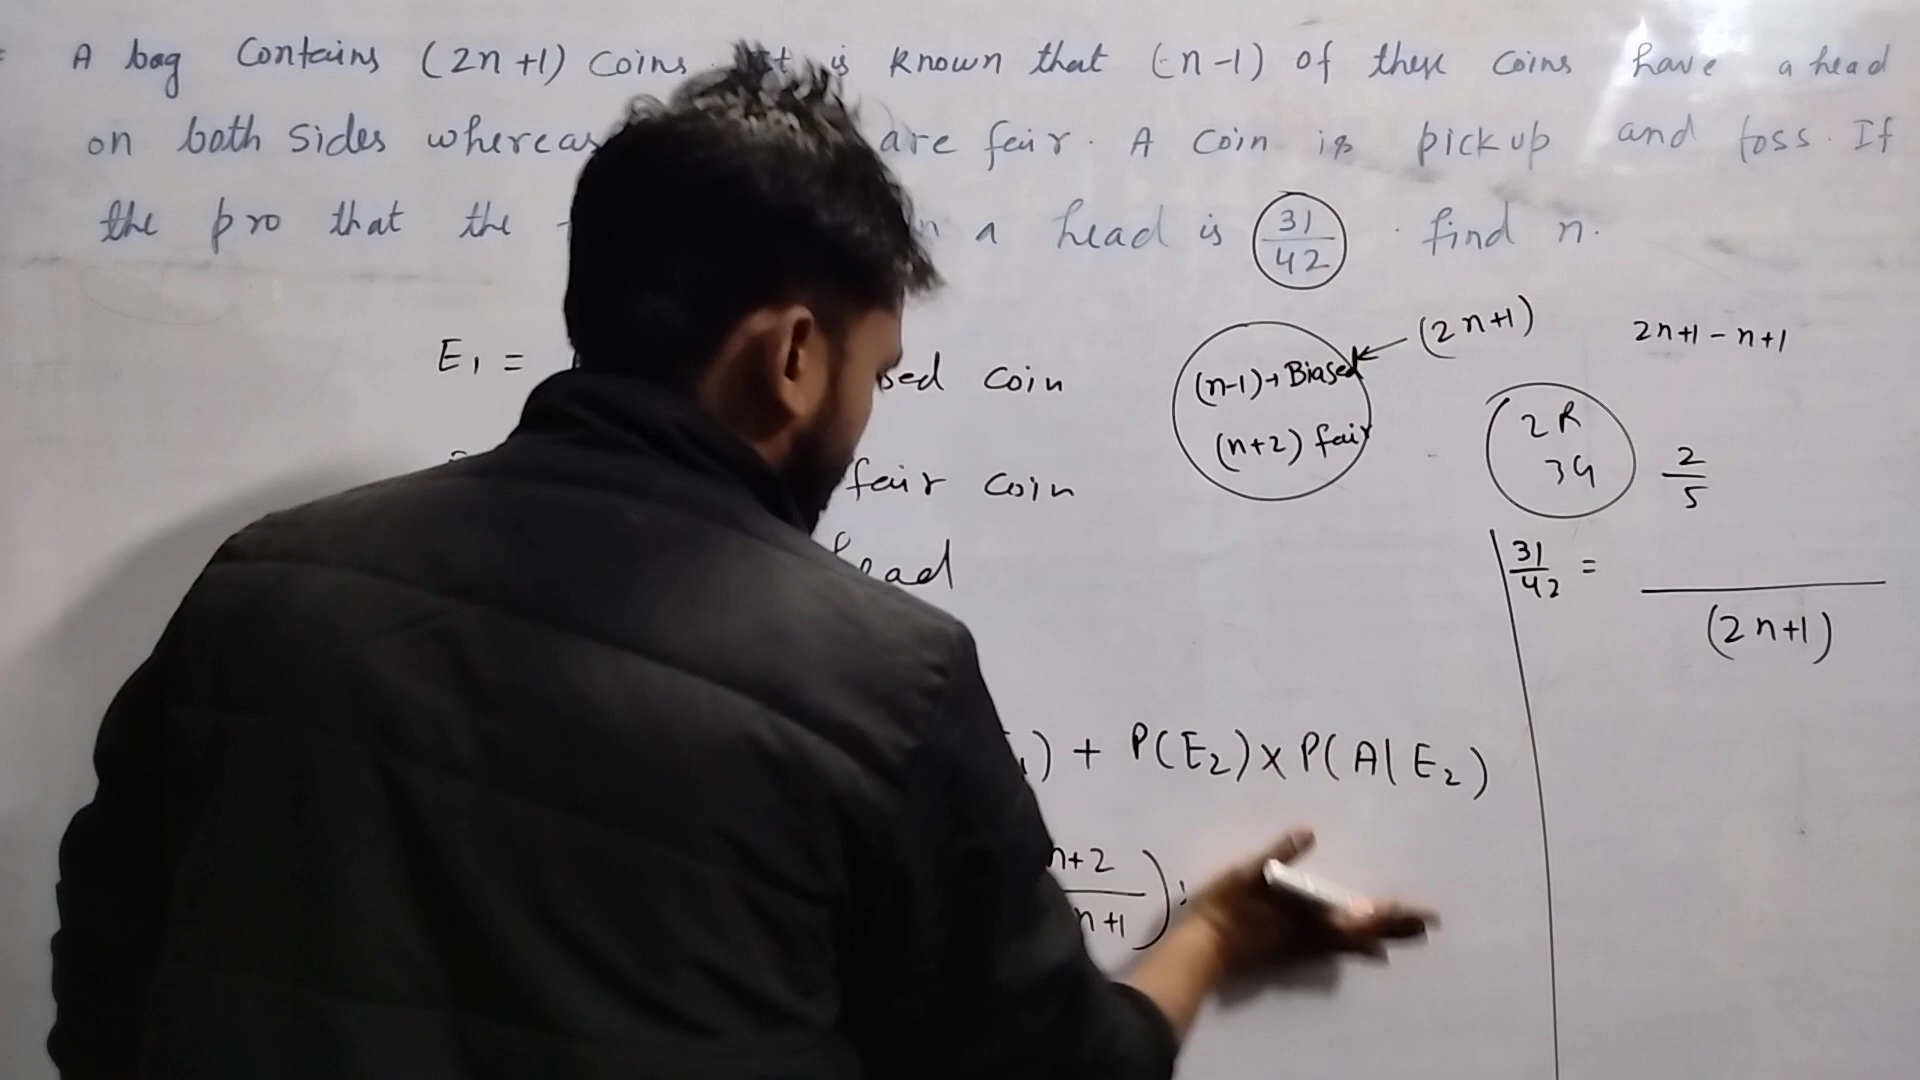 A bag Contains (2n+1) Coins. It is known that (n-1) of these coins have a head
on both sides whereas are fair. A coin is pickup and toss. If
the pro that the n a head is 31/42. find n.
E1 = sed coin
(n-1)→Biased
(n+2) fair
(2n+1)
2n+1-n+1
fair coin
2R
3G
2/5
ead
31/42 = 
(2n+1)
) + P(E2)×P(A|E2)
n+2
n+1